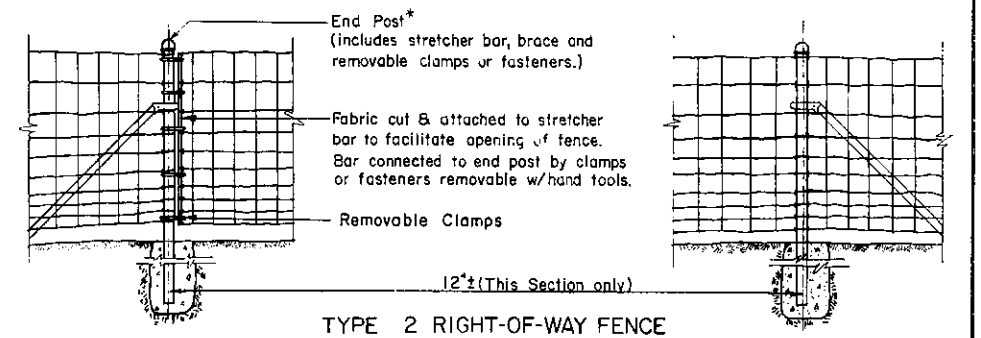 End Post*
(includes stretcher bar, brace and
removable clamps or fasteners.)
Fabric cut & attached to stretcher
bar to facilitate opening of fence.
Bar connected to end post by clamps
or fasteners removable w/hand tools.
Removable Clamps
12'± (This Section only)
TYPE 2 RIGHT-OF-WAY FENCE